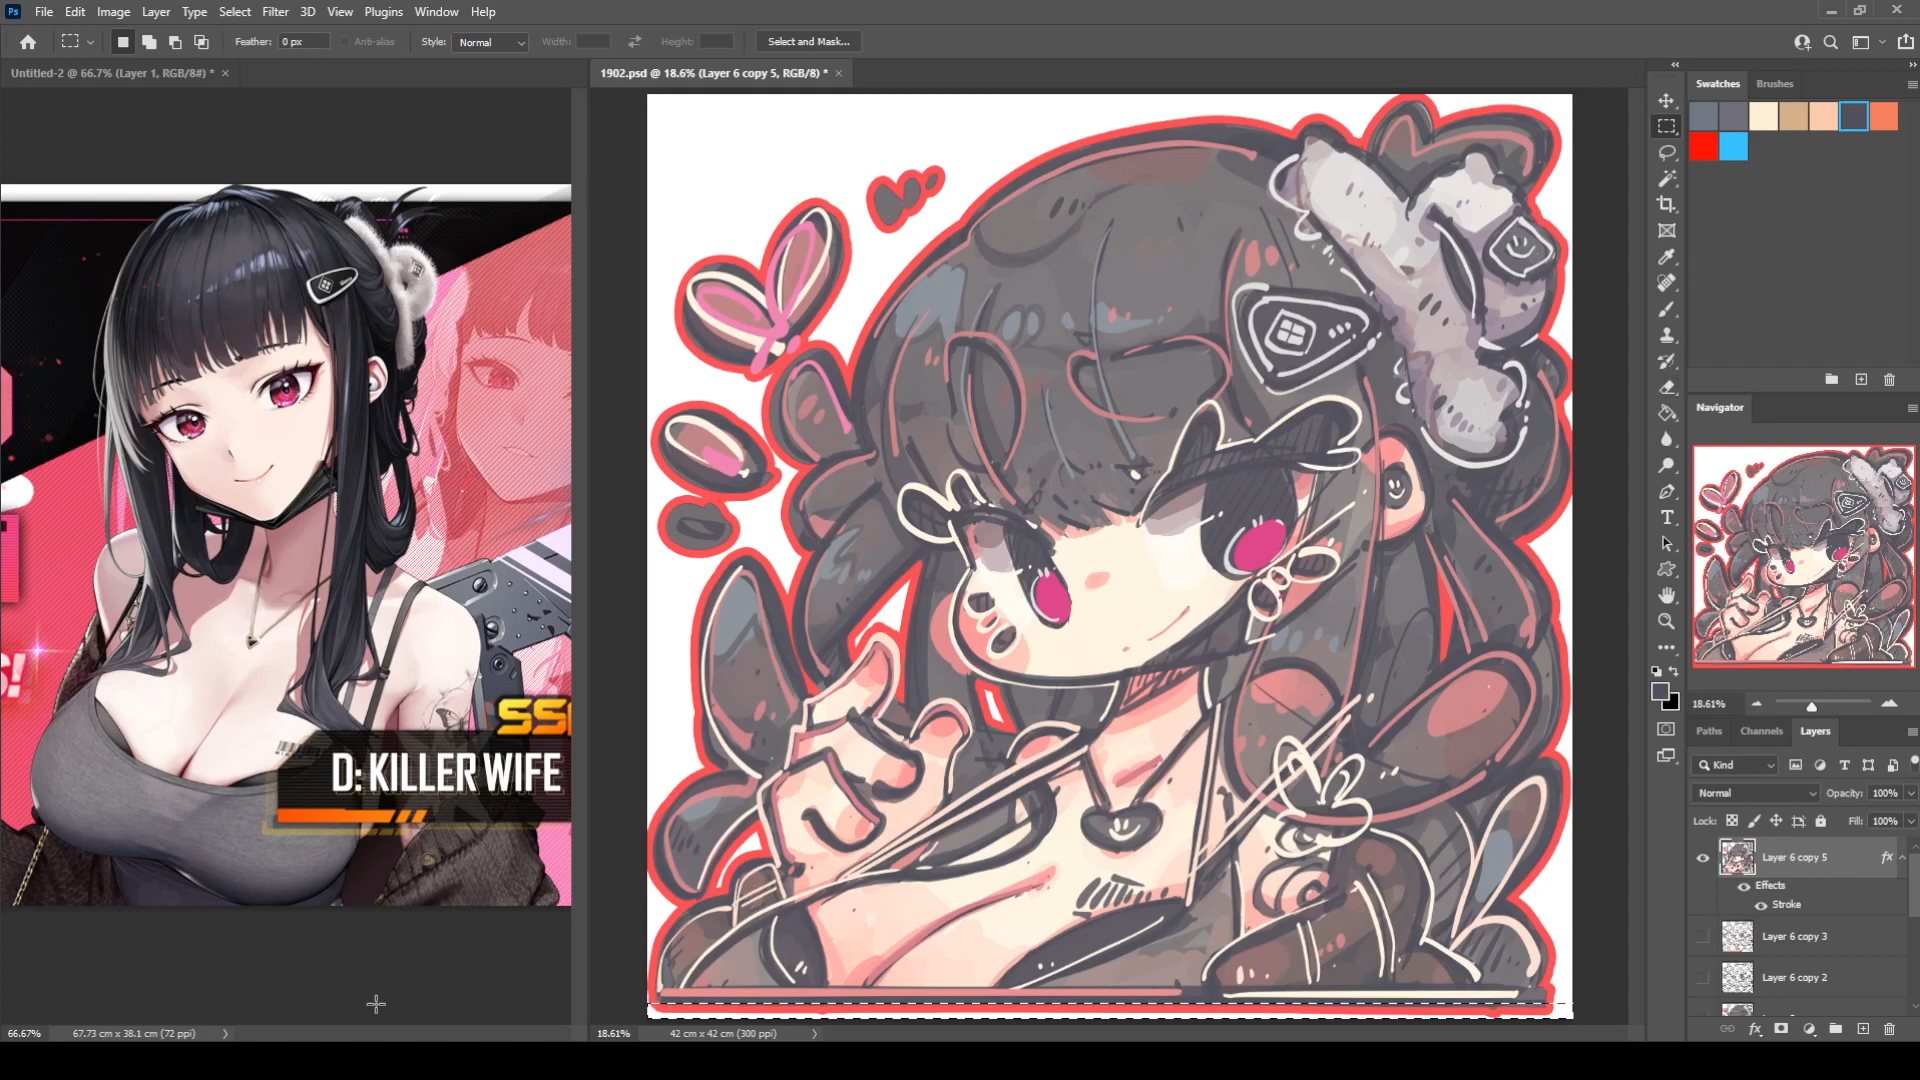 Ps File Edit Image Layer Type Select Filter 3D View Plugins Window Help
Feather: 0 px Anti-alias Style: Normal Width: Height: Select and Mask...
Untitled-2 @ 66.7% (Layer 1, RGB/8#) * ×
1902.psd @ 18.6% (Layer 6 copy 5, RGB/8) * ×
Swatches Brushes
Navigator
18.61%
Paths Channels Layers
Kind
Normal Opacity: 100%
Lock: Fill: 100%
Layer 6 copy 5 fx
Effects
Stroke
Layer 6 copy 3
Layer 6 copy 2
S!
SS
D: KILLER WIFE
66.67% 67.73 cm x 38.1 cm (72 ppi)
18.61% 42 cm x 42 cm (300 ppi)